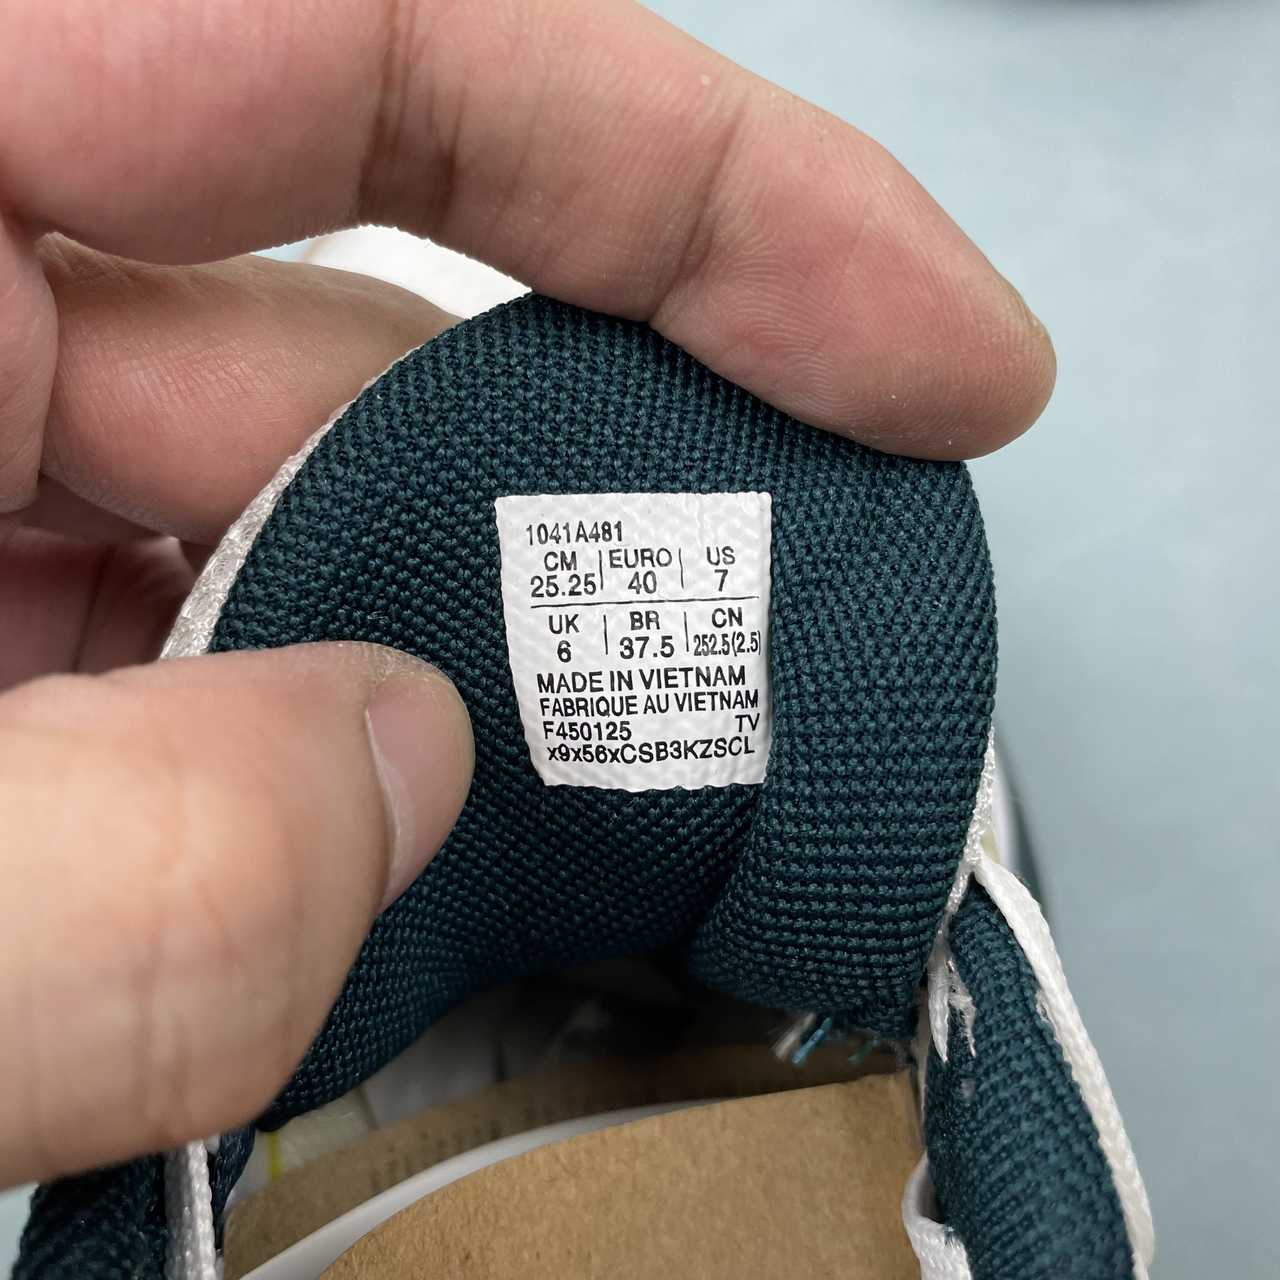 1041A481
CM EURO US
25.25 40 7
UK BR CN
6 37.5 252.5(2.5)
MADE IN VIETNAM
FABRIQUE AU VIETNAM
F450125 TV
x9x56xCSB3KZSCL